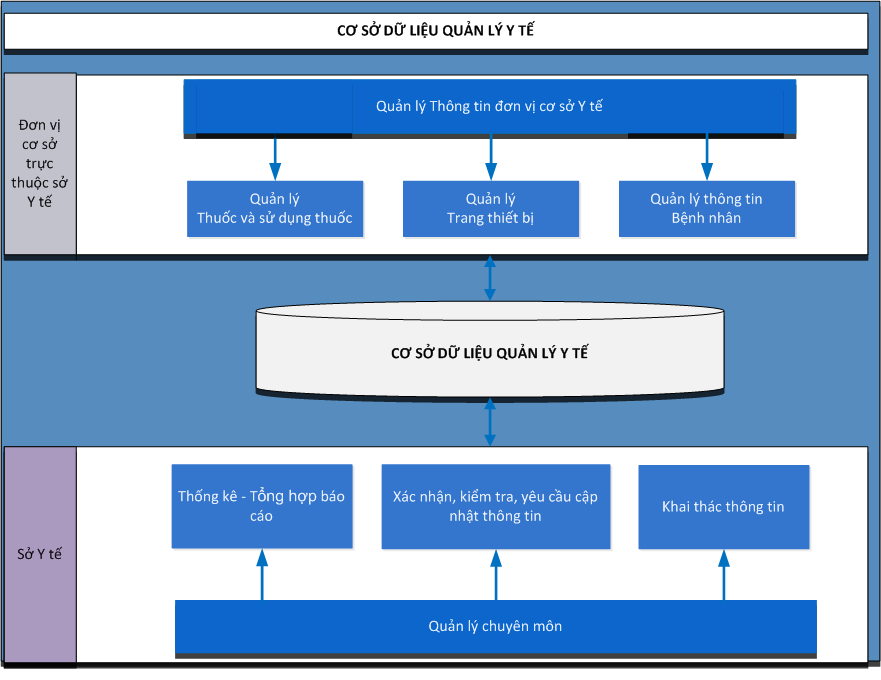 CƠ SỞ DỮ LIỆU QUẢN LÝ Y TẾ
Đơn vị
cơ sở
trực
thuộc sở
Y tế
Quản lý Thông tin đơn vị cơ sở Y tế
Quản lý
Thuốc và sử dụng thuốc
Quản lý
Trang thiết bị
Quản lý thông tin
Bệnh nhân
CƠ SỞ DỮ LIỆU QUẢN LÝ Y TẾ
Sở Y tế
Thống kê - Tổng hợp báo
cáo
Xác nhận, kiểm tra, yêu cầu cập
nhật thông tin
Khai thác thông tin
Quản lý chuyên môn